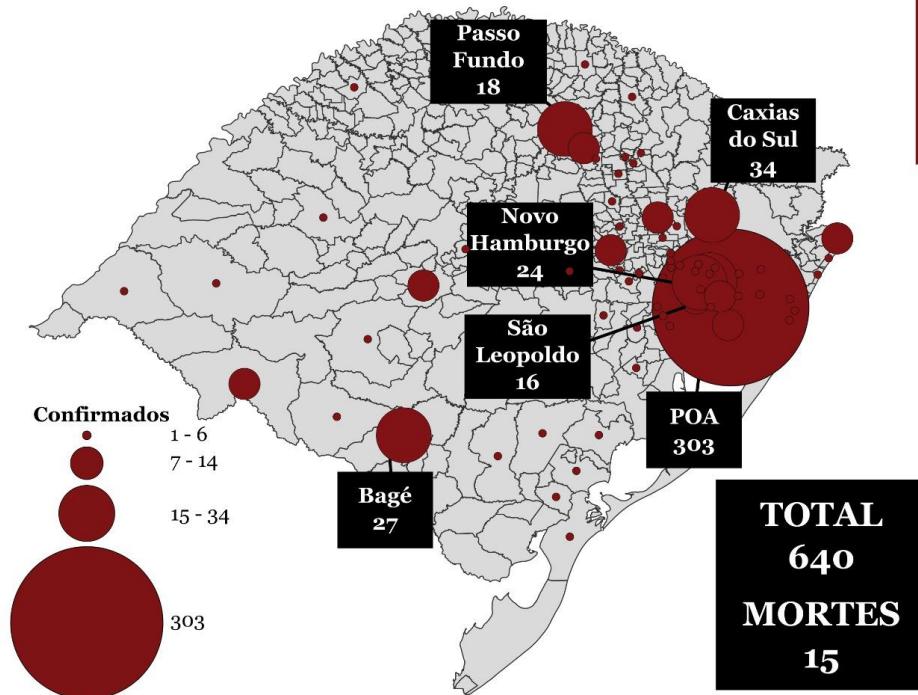 Passo
Fundo
18
Caxias
do Sul
34
Novo
Hamburgo
24
São
Leopoldo
16
POA
303
Bagé
27
Confirmados
1 - 6
7 - 14
15 - 34
303
TOTAL
640
MORTES
15